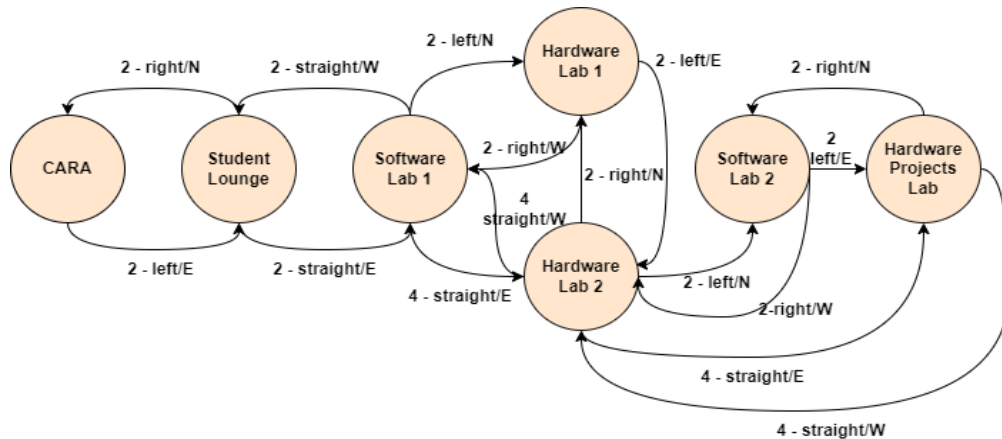 2 - left/N
Hardware
Lab 1
2 - left/E
2 - right/N
2 - straight/W
2 - right/N
CARA
Student
Lounge
Software
Lab 1
2 - right/W
2 - right/N
Software
Lab 2
2
left/E
Hardware
Projects
Lab
4
straight/W
2 - left/E
2 - straight/E
4 - straight/E
Hardware
Lab 2
2 - left/N
2-right/W
4 - straight/E
4 - straight/W